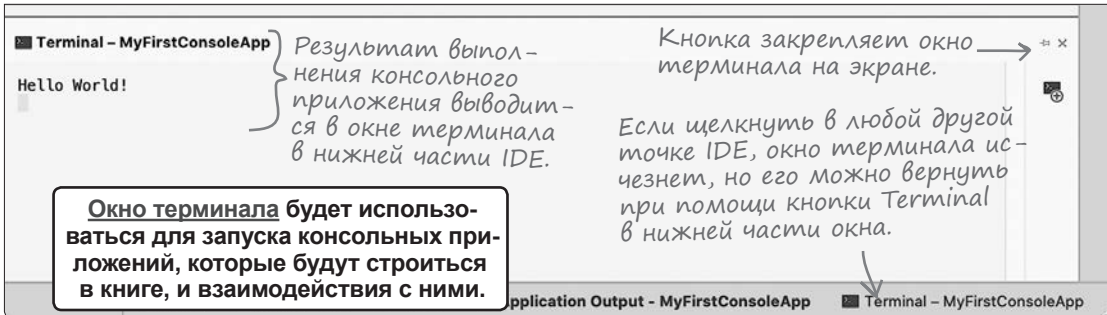 Terminal – MyFirstConsoleApp
Hello World!
Результат выпол-
нения консольного
приложения выводит-
ся в окне терминала
в нижней части IDE.
Кнопка закрепляет окно
терминала на экране.
Если щелкнуть в любой другой
точке IDE, окно терминала ис-
чезнет, но его можно вернуть
при помощи кнопки Terminal
в нижней части окна.
Окно терминала будет использо-
ваться для запуска консольных при-
ложений, которые будут строиться
в книге, и взаимодействия с ними.
pplication Output - MyFirstConsoleApp
Terminal – MyFirstConsoleApp